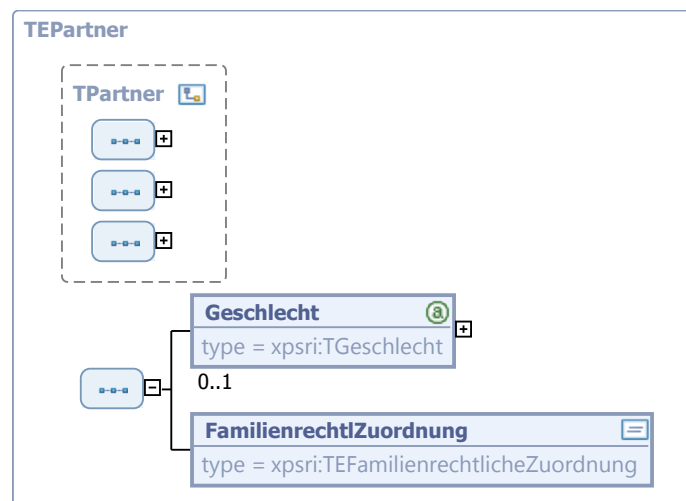 TEPartner
TPartner
Geschlecht
type = xpsri:TGeschlecht
0..1
FamilienrechtlZuordnung
type = xpsri:TEFamilienrechtlicheZuordnung